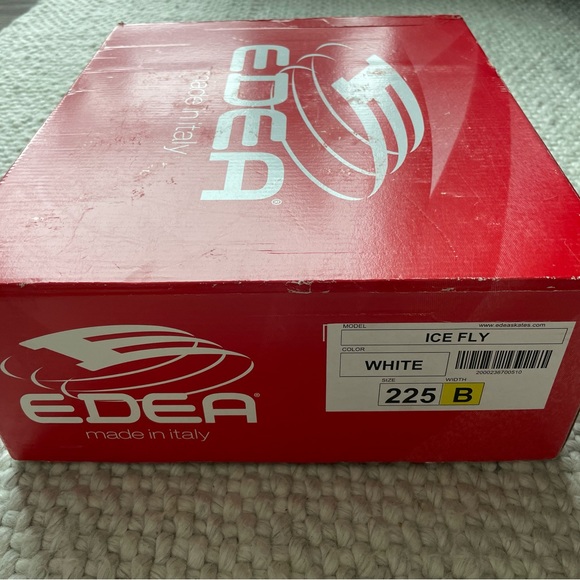 EDEA®
made in italy
EDEA®
made in italy
MODEL
www.edeaskates.com
ICE FLY
COLOR
WHITE
2000236700510
SIZE
WIDTH
225
B